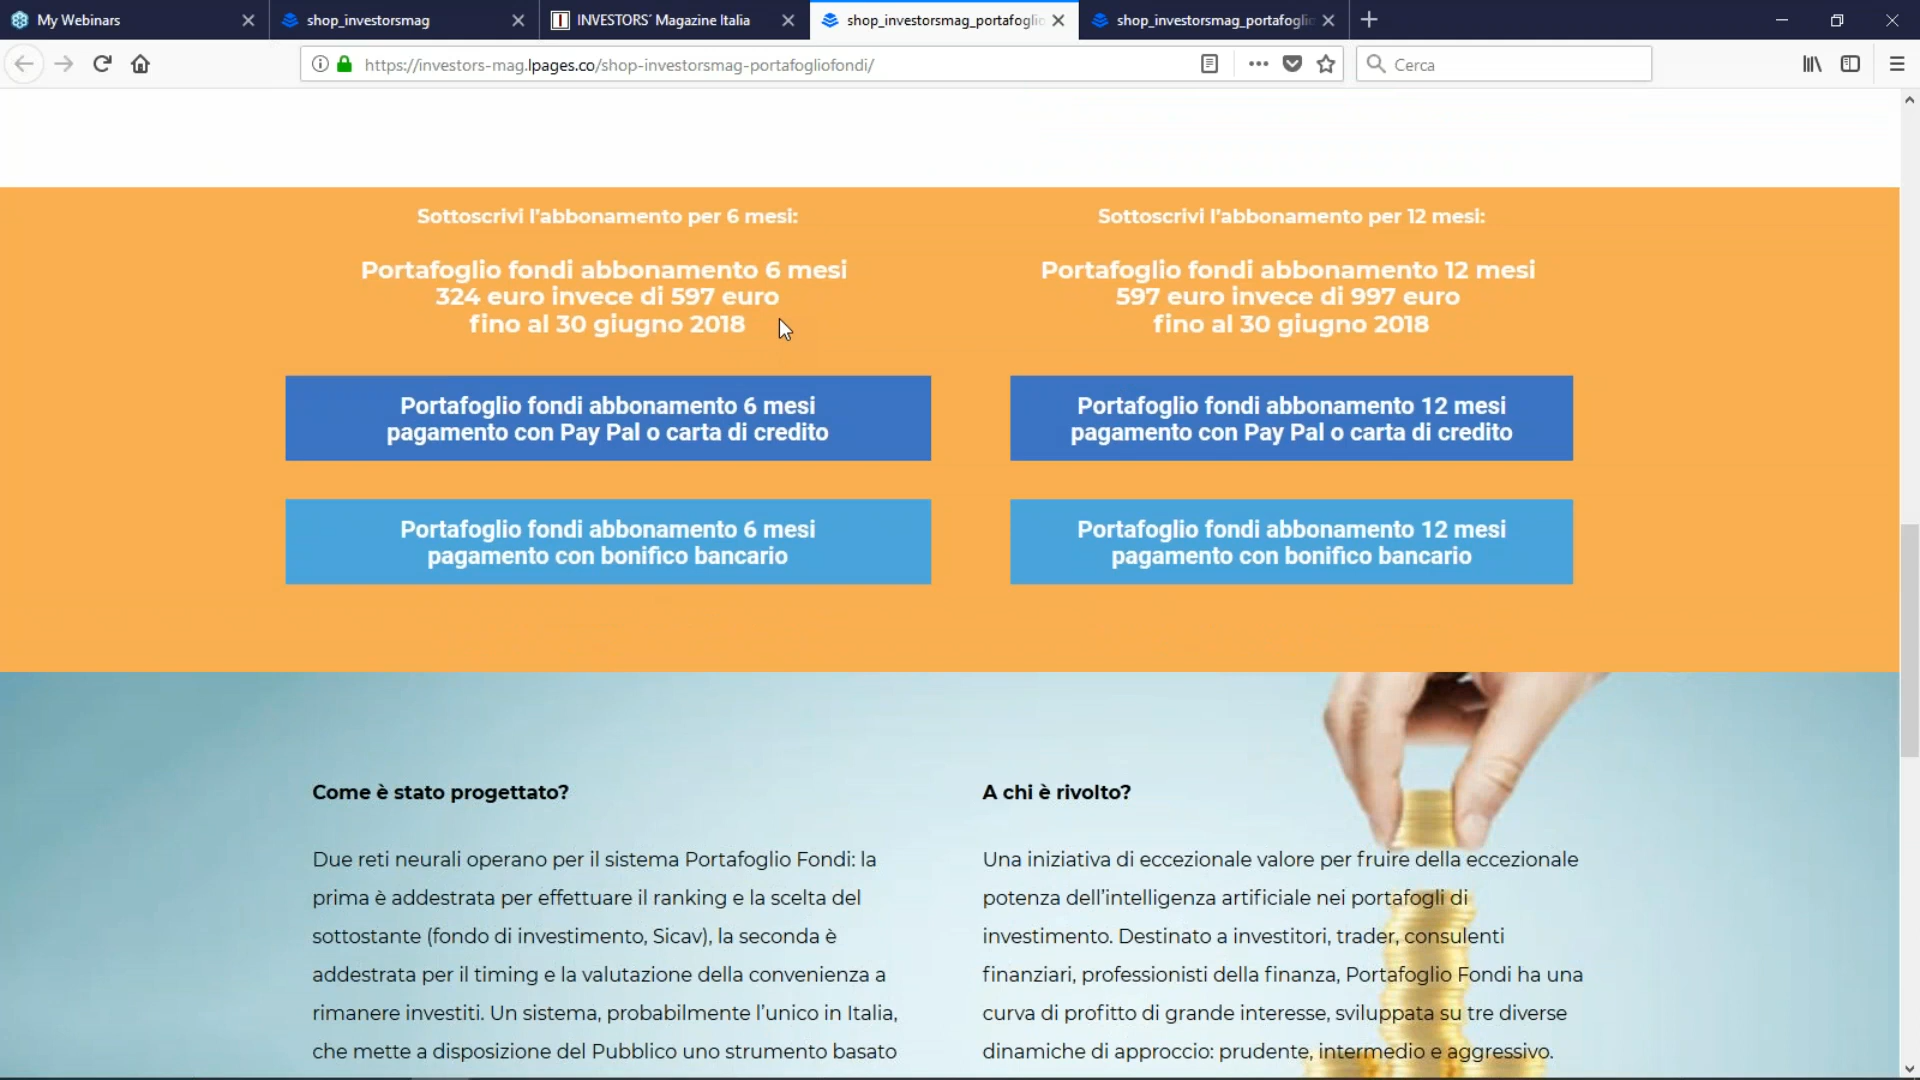 My Webinars
shop_investorsmag
INVESTORS' Magazine Italia
shop_investorsmag_portafoglio
shop_investorsmag_portafoglio
https://investors-mag.lpages.co/shop-investorsmag-portafogliofondi/
Cerca
Sottoscrivi l'abbonamento per 6 mesi:
Portafoglio fondi abbonamento 6 mesi
324 euro invece di 597 euro
fino al 30 giugno 2018
Portafoglio fondi abbonamento 6 mesi
pagamento con Pay Pal o carta di credito
Portafoglio fondi abbonamento 6 mesi
pagamento con bonifico bancario
Sottoscrivi l'abbonamento per 12 mesi:
Portafoglio fondi abbonamento 12 mesi
597 euro invece di 997 euro
fino al 30 giugno 2018
Portafoglio fondi abbonamento 12 mesi
pagamento con Pay Pal o carta di credito
Portafoglio fondi abbonamento 12 mesi
pagamento con bonifico bancario
Come è stato progettato?
Due reti neurali operano per il sistema Portafoglio Fondi: la
prima è addestrata per effettuare il ranking e la scelta del
sottostante (fondo di investimento, Sicav), la seconda è
addestrata per il timing e la valutazione della convenienza a
rimanere investiti. Un sistema, probabilmente l'unico in Italia,
che mette a disposizione del Pubblico uno strumento basato
A chi è rivolto?
Una iniziativa di eccezionale valore per fruire della eccezionale
potenza dell'intelligenza artificiale nei portafogli di
investimento. Destinato a investitori, trader, consulenti
finanziari, professionisti della finanza, Portafoglio Fondi ha una
curva di profitto di grande interesse, sviluppata su tre diverse
dinamiche di approccio: prudente, intermedio e aggressivo.